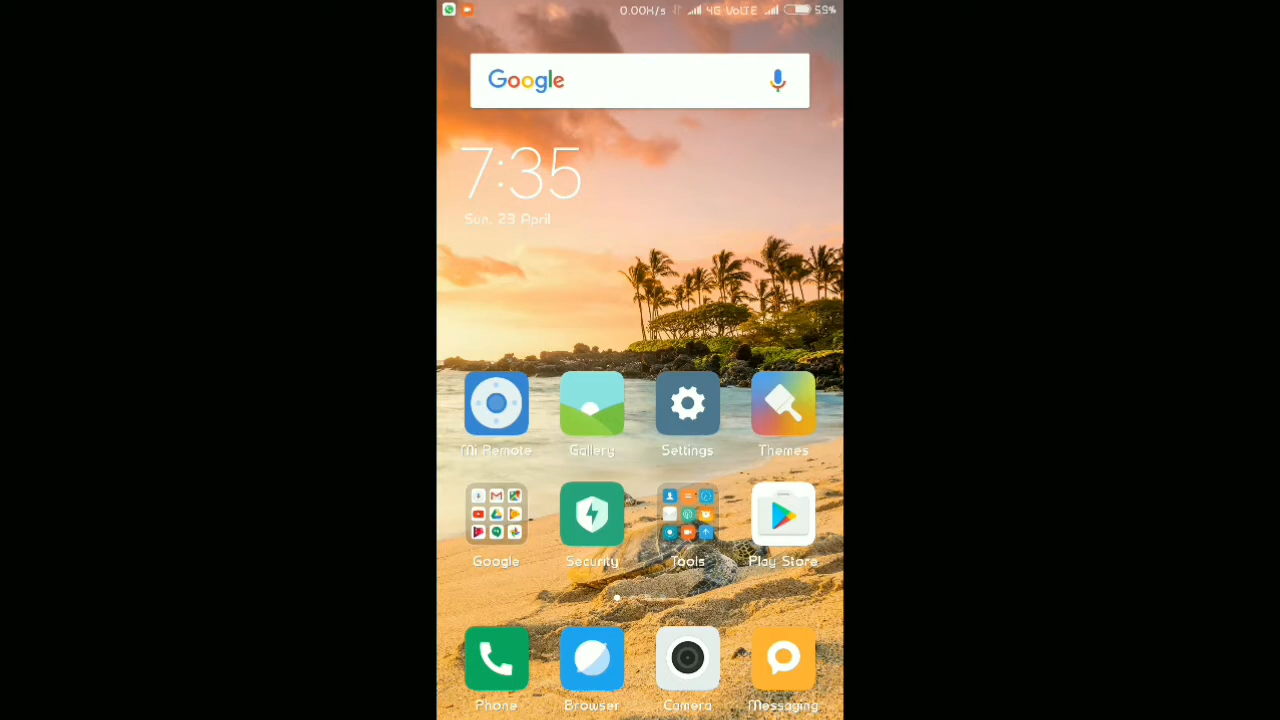 0.00K/s 4G VoLTE 59%
Google
7:35
Sun, 23 April
Mi Remote Gallery Settings Themes
Google Security Tools Play Store
Phone Browser Camera Messaging